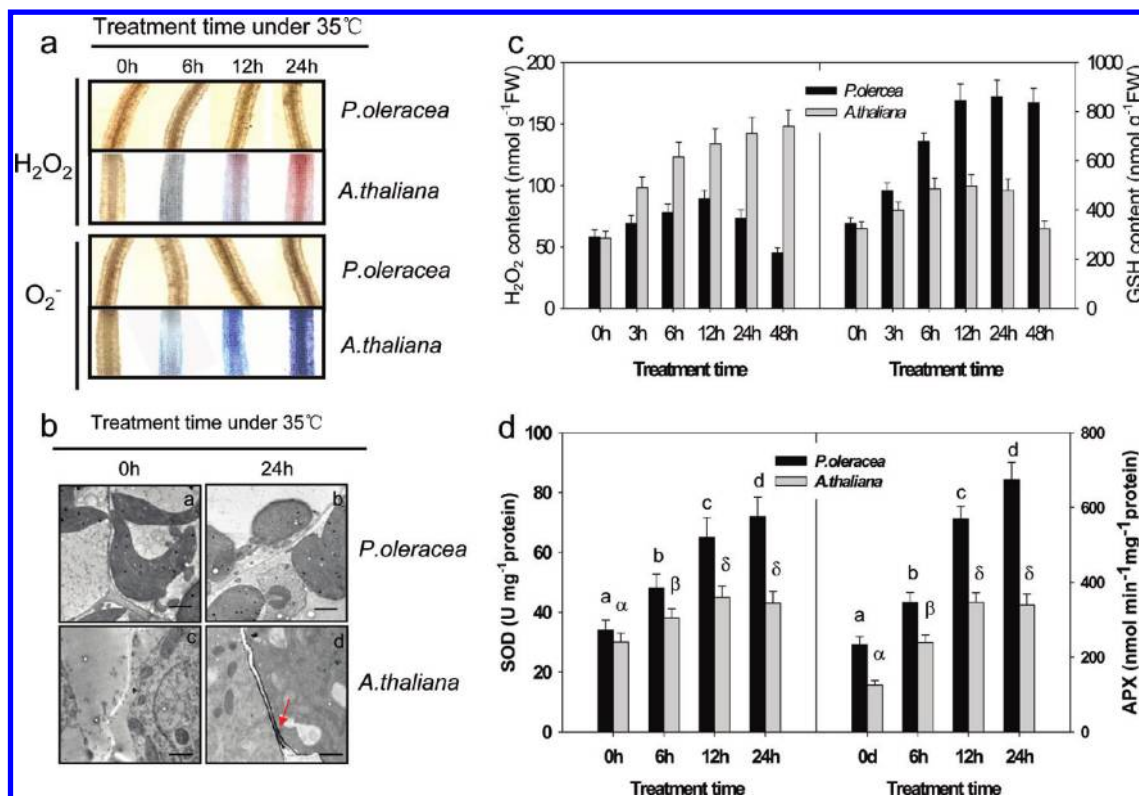 a
Treatment time under 35℃
0h 6h 12h 24h
H₂O₂
P.oleracea
A.thaliana
O₂⁻
P.oleracea
A.thaliana
b
Treatment time under 35℃
0h 24h
a b
P.oleracea
c d
A.thaliana
c
H₂O₂ content (nmol g⁻¹FW)
200
150
100
50
0
P.olercea
A.thaliana
1000
800
600
400
200
0
GSH content (nmol g⁻¹FW)
0h 3h 6h 12h 24h 48h
0h 3h 6h 12h 24h 48h
Treatment time
Treatment time
d
SOD (U mg⁻¹protein)
100
80
60
40
20
0
P.oleracea
A.thaliana
a α b β c δ d δ
a α b β c δ d δ
800
600
400
200
0
APX (nmol min⁻¹mg⁻¹protein)
0h 6h 12h 24h
0d 6h 12h 24h
Treatment time
Treatment time